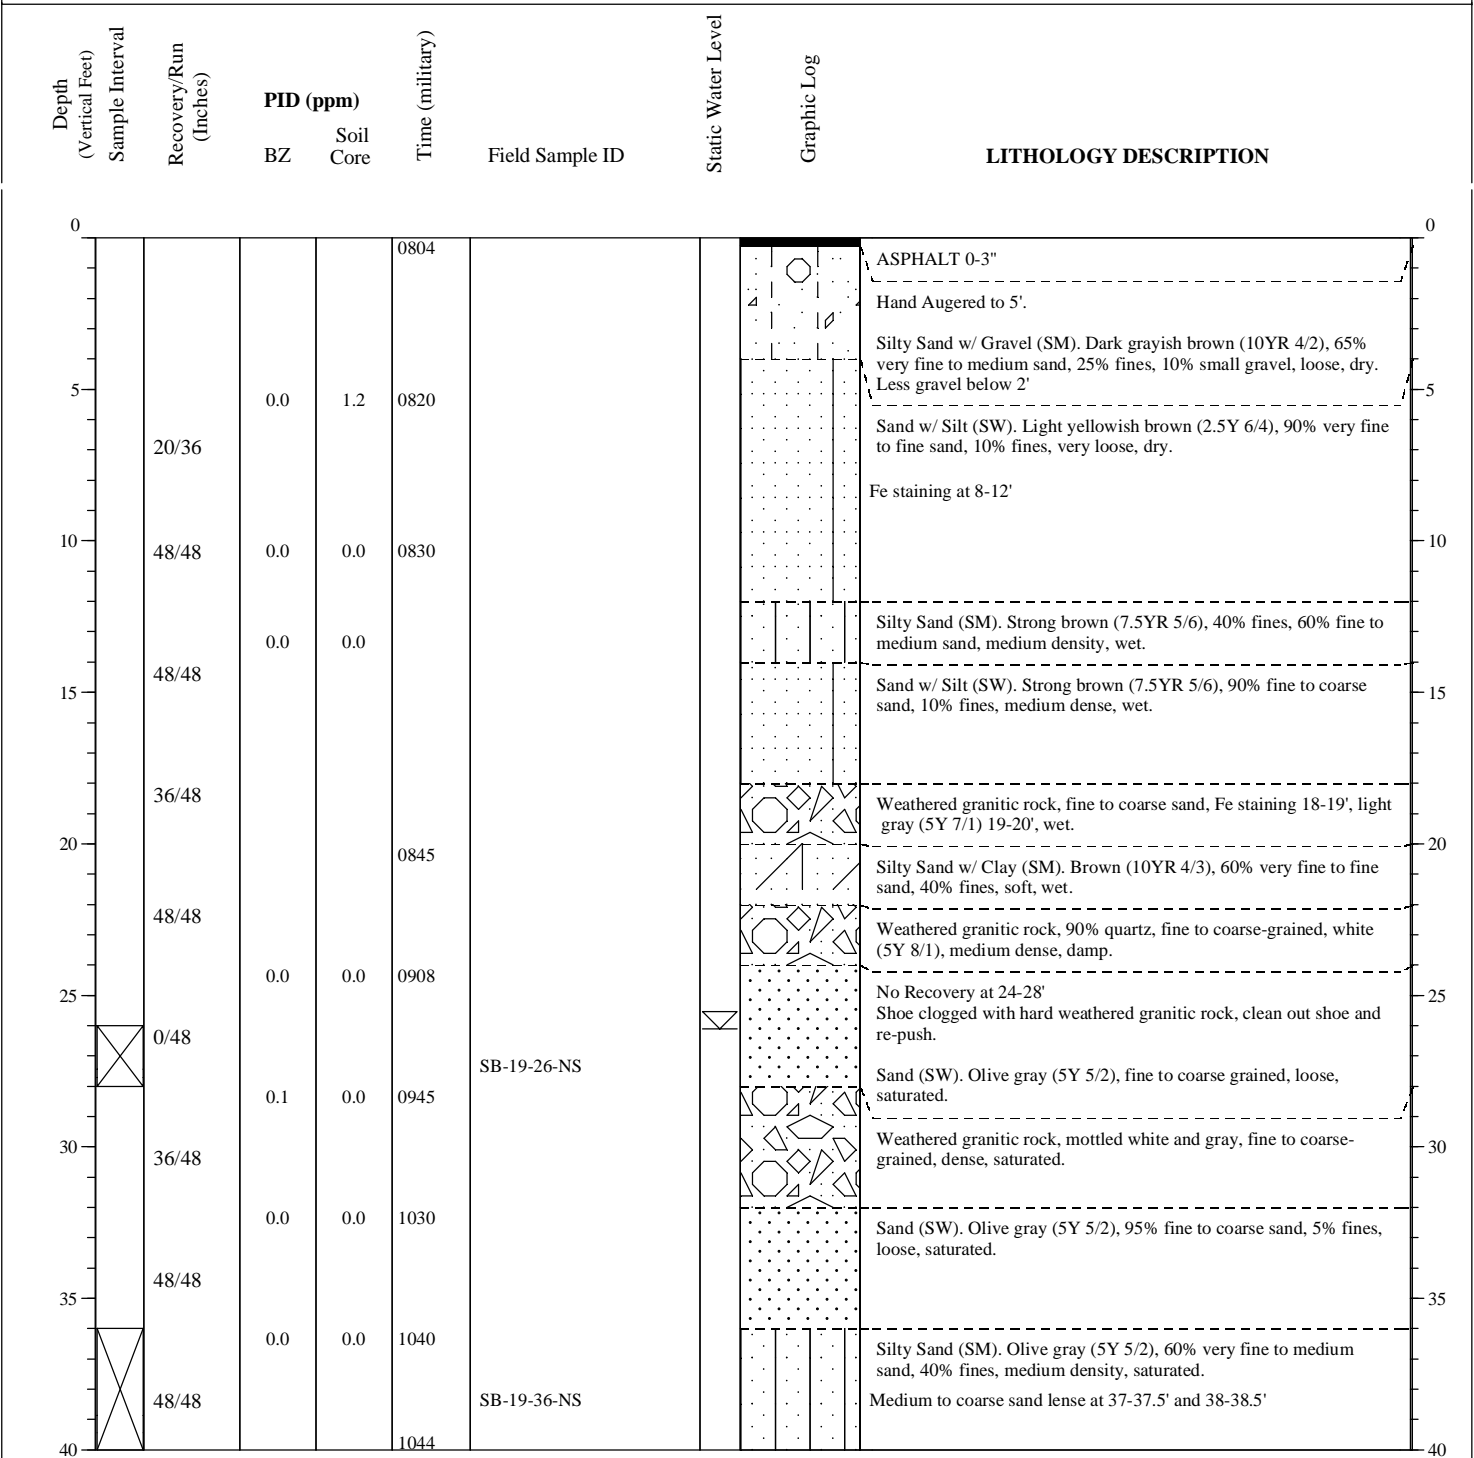 Depth
(Vertical Feet)
Sample Interval
Recovery/Run
(Inches)
PID (ppm)
BZ
Soil
Core
Time (military)
Field Sample ID
Static Water Level
Graphic Log
LITHOLOGY DESCRIPTION
0
0
0804
ASPHALT 0-3"
Hand Augered to 5'.
Silty Sand w/ Gravel (SM). Dark grayish brown (10YR 4/2), 65%
very fine to medium sand, 25% fines, 10% small gravel, loose, dry.
Less gravel below 2'
5
0.0
1.2
0820
5
Sand w/ Silt (SW). Light yellowish brown (2.5Y 6/4), 90% very fine
to fine sand, 10% fines, very loose, dry.
20/36
Fe staining at 8-12'
10
48/48
0.0
0.0
0830
10
Silty Sand (SM). Strong brown (7.5YR 5/6), 40% fines, 60% fine to
medium sand, medium density, wet.
0.0
0.0
48/48
15
Sand w/ Silt (SW). Strong brown (7.5YR 5/6), 90% fine to coarse
sand, 10% fines, medium dense, wet.
15
36/48
Weathered granitic rock, fine to coarse sand, Fe staining 18-19', light
gray (5Y 7/1) 19-20', wet.
20
0845
20
Silty Sand w/ Clay (SM). Brown (10YR 4/3), 60% very fine to fine
sand, 40% fines, soft, wet.
48/48
Weathered granitic rock, 90% quartz, fine to coarse-grained, white
(5Y 8/1), medium dense, damp.
0.0
0.0
0908
25
No Recovery at 24-28'
25
Shoe clogged with hard weathered granitic rock, clean out shoe and
re-push.
0/48
SB-19-26-NS
Sand (SW). Olive gray (5Y 5/2), fine to coarse grained, loose,
saturated.
0.1
0.0
0945
30
Weathered granitic rock, mottled white and gray, fine to coarse-
grained, dense, saturated.
30
36/48
0.0
0.0
1030
Sand (SW). Olive gray (5Y 5/2), 95% fine to coarse sand, 5% fines,
loose, saturated.
48/48
35
35
0.0
0.0
1040
Silty Sand (SM). Olive gray (5Y 5/2), 60% very fine to medium
sand, 40% fines, medium density, saturated.
48/48
SB-19-36-NS
Medium to coarse sand lense at 37-37.5' and 38-38.5'
1044
40
40